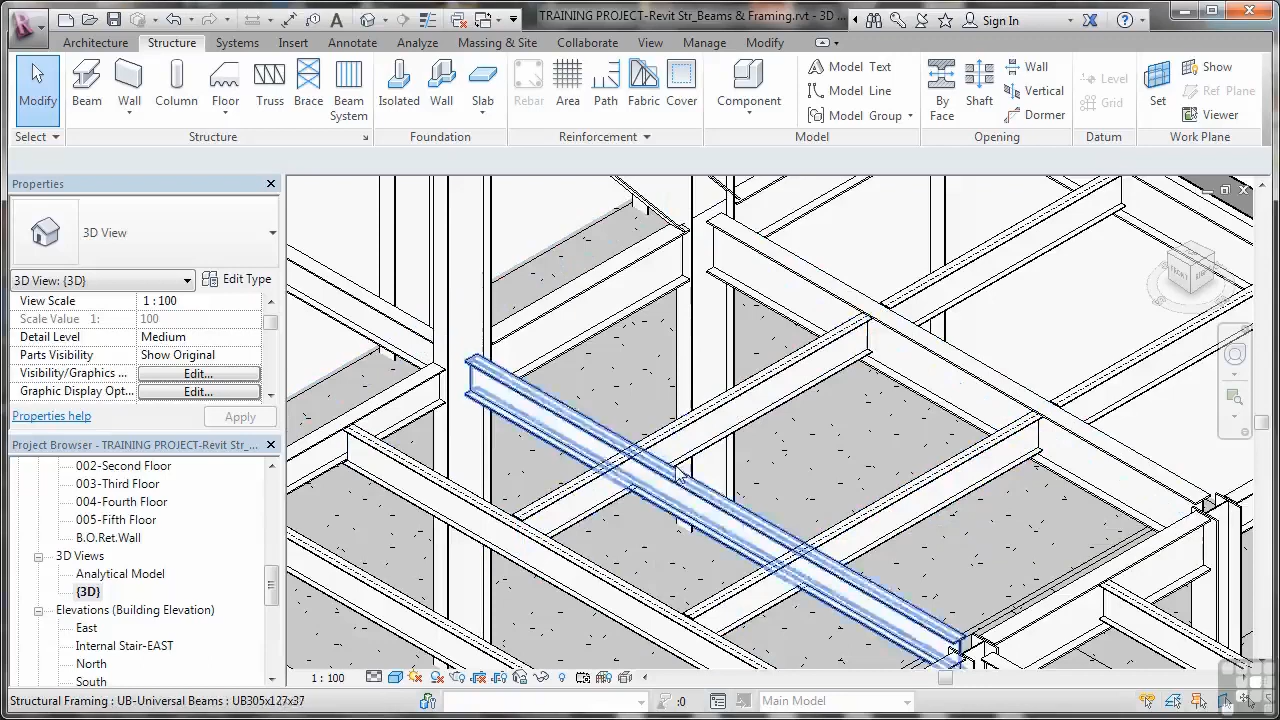 TRAINING PROJECT-Revit Str_Beams & Framing.rvt - 3D ...
Sign In
Architecture Structure Systems Insert Annotate Analyze Massing & Site Collaborate View Manage Modify
Modify Beam Wall Column Floor Truss Brace Beam System Isolated Wall Slab Rebar Area Path Fabric Cover Component
Model Text
Model Line
Model Group
By Face Shaft
Wall
Vertical
Dormer
Level
Grid
Set
Show
Ref Plane
Viewer
Select Structure Foundation Reinforcement Model Opening Datum Work Plane
Properties
3D View
3D View: {3D} Edit Type
View Scale 1 : 100
Scale Value 1: 100
Detail Level Medium
Parts Visibility Show Original
Visibility/Graphics ... Edit...
Graphic Display Opt... Edit...
Properties help Apply
Project Browser - TRAINING PROJECT-Revit Str_...
002-Second Floor
003-Third Floor
004-Fourth Floor
005-Fifth Floor
B.O.Ret.Wall
3D Views
Analytical Model
{3D}
Elevations (Building Elevation)
East
Internal Stair-EAST
North
South
FRONT
1 : 100
Structural Framing : UB-Universal Beams : UB305x127x37
:0
Main Model